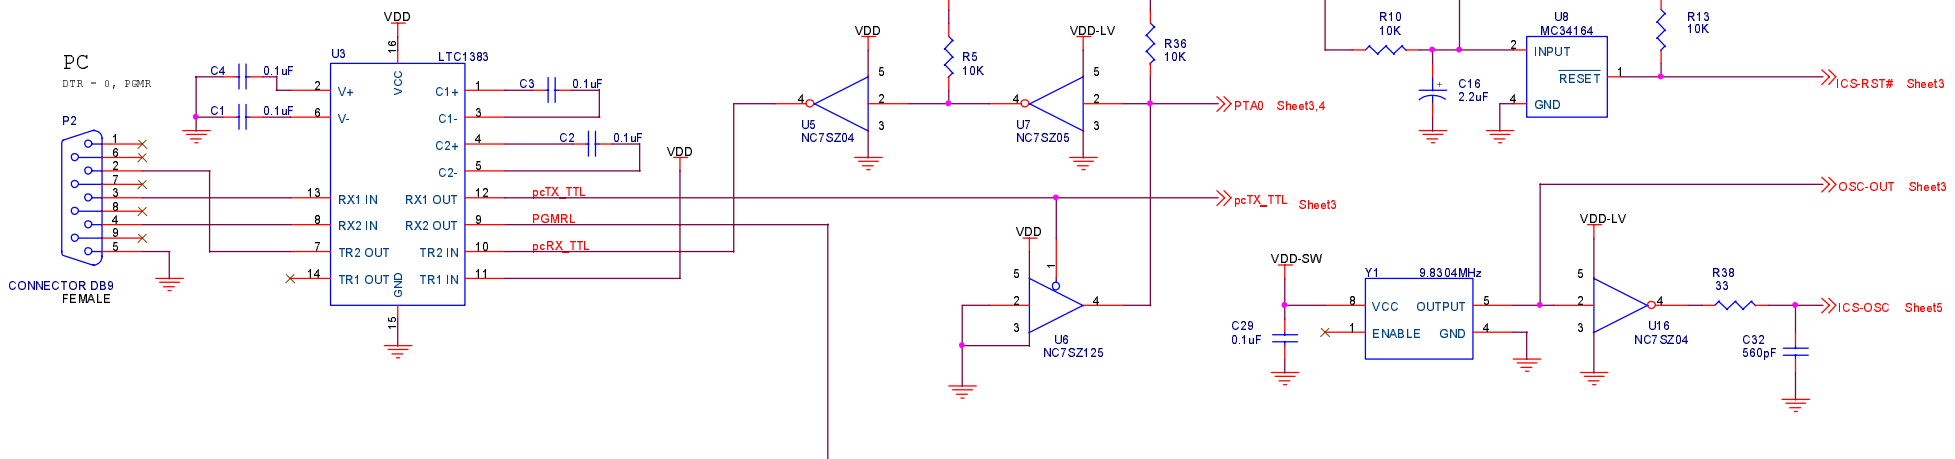 PC
DTR = 0, PGMR
P2
1
6
2
7
3
8
4
9
5
CONNECTOR DB9
FEMALE
C4 0.1uF
C1 0.1uF
VDD
16
U3 LTC1383
VCC
2 V+
6 V-
13 RX1 IN
8 RX2 IN
7 TR2 OUT
14 TR1 OUT
GND
15
C1+ 1
C1- 3
C2+ 4
C2- 5
RX1 OUT 12
RX2 OUT 9
TR2 IN 10
TR1 IN 11
C3 0.1uF
C2 0.1uF
pcTX_TTL
PGMRL
pcRX_TTL
VDD
VDD
5
4 2
3
U5
NC7SZ04
R5
10K
VDD-LV
5
4 2
3
U7
NC7SZ05
R36
10K
PTA0 Sheet3,4
pcTX_TTL Sheet3
VDD
1
5
2 4
3
U6
NC7SZ125
R10
10K
C16
2.2uF
+
U8
MC34164
2 INPUT
RESET 1
4 GND
R13
10K
ICS-RST# Sheet3
OSC-OUT Sheet3
VDD-SW
C29
0.1uF
Y1 9.8304MHz
8 VCC OUTPUT 5
1 ENABLE GND 4
VDD-LV
5
2 4
3
U16
NC7SZ04
R38
33
C32
560pF
ICS-OSC Sheet5